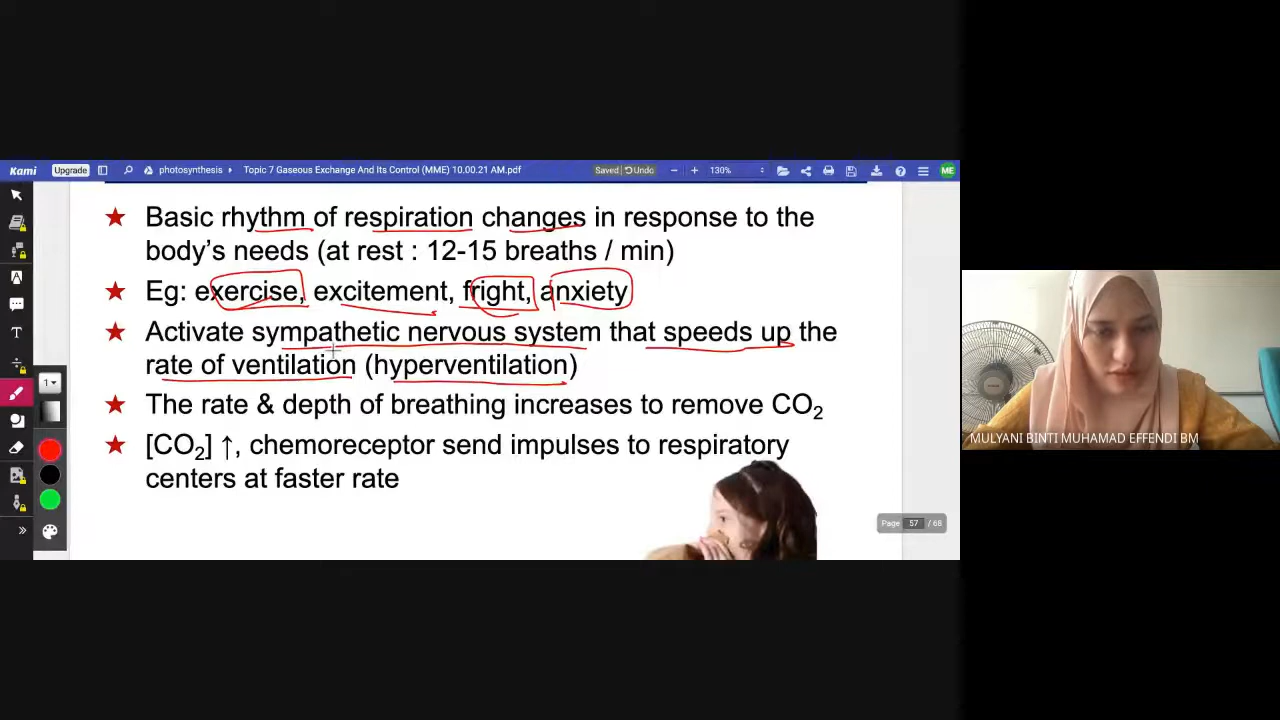 Kami
Upgrade
photosynthesis
Topic 7 Gaseous Exchange And Its Control (MME) 10.00.21 AM.pdf
Saved
Undo
130%
ME
★ Basic rhythm of respiration changes in response to the
body’s needs (at rest : 12-15 breaths / min)
★ Eg: exercise, excitement, fright, anxiety
★ Activate sympathetic nervous system that speeds up the
rate of ventilation (hyperventilation)
★ The rate & depth of breathing increases to remove CO₂
★ [CO₂] ↑, chemoreceptor send impulses to respiratory
centers at faster rate
1
Page 57 / 68
MULYANI BINTI MUHAMAD EFFENDI BM